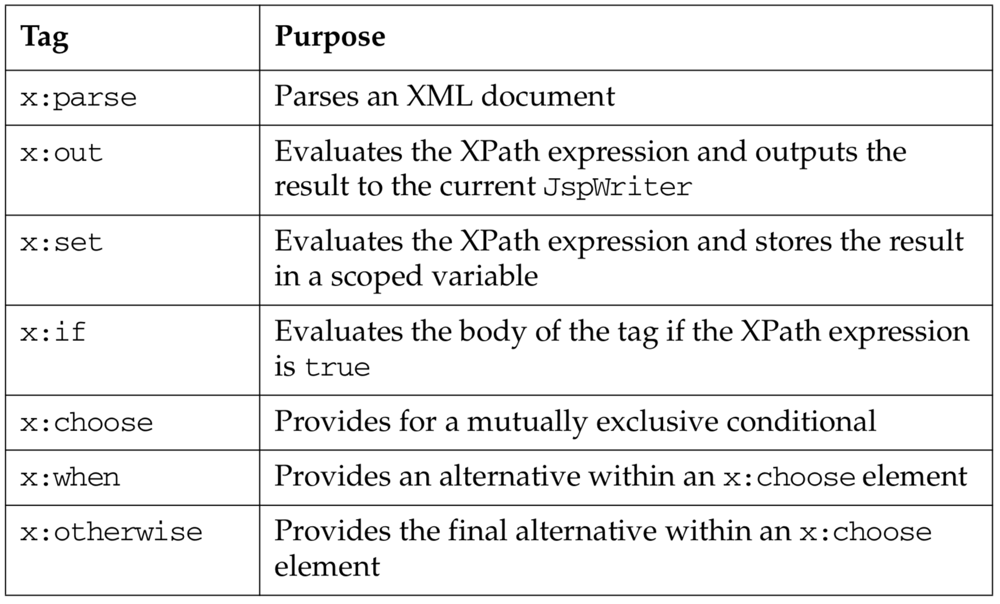 Tag
Purpose
x:parse
Parses an XML document
x:out
Evaluates the XPath expression and outputs the
result to the current JspWriter
x:set
Evaluates the XPath expression and stores the result
in a scoped variable
x:if
Evaluates the body of the tag if the XPath expression
is true
x:choose
Provides for a mutually exclusive conditional
x:when
Provides an alternative within an x:choose element
x:otherwise
Provides the final alternative within an x:choose
element